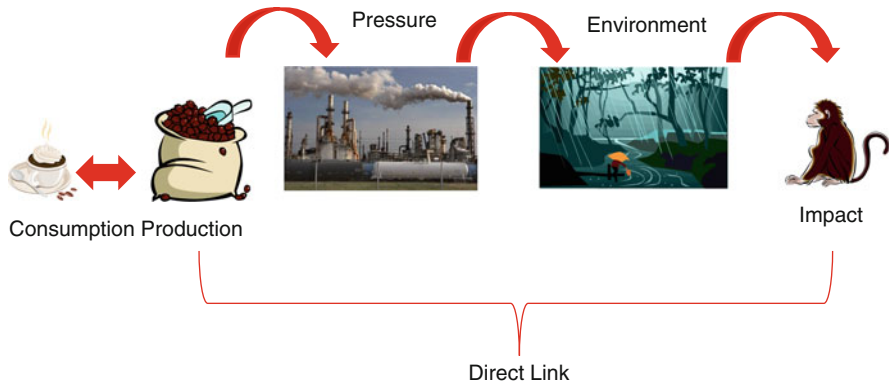 Pressure
Environment
Consumption Production
Impact
Direct Link